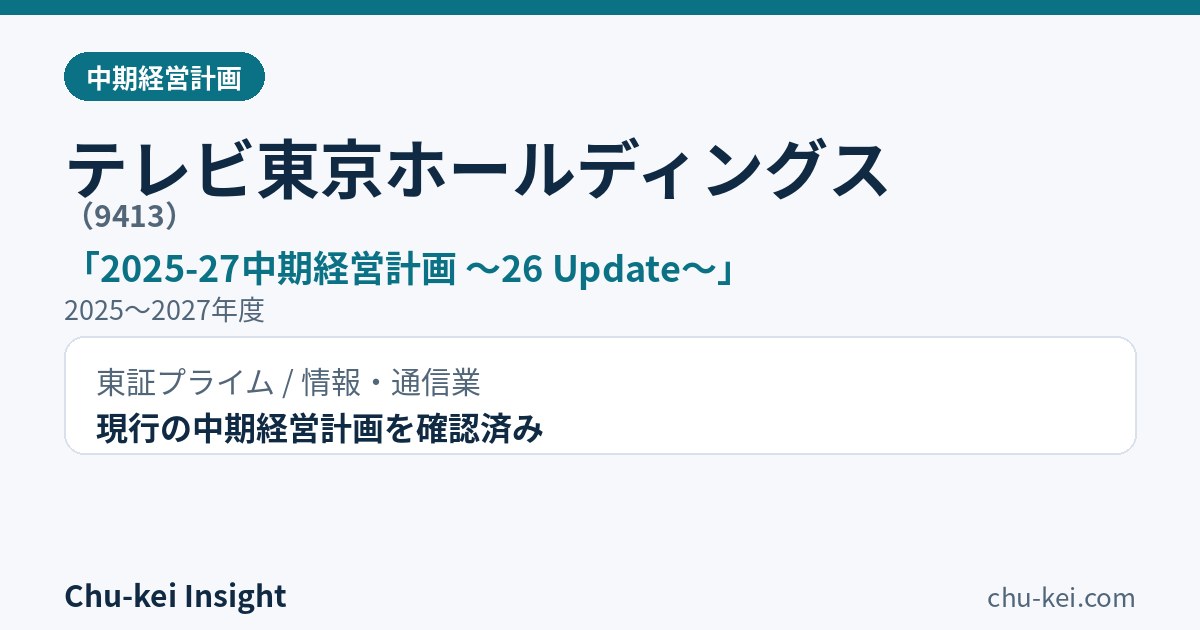 中期経営計画
テレビ東京ホールディングス
（9413）
「2025-27中期経営計画 〜26 Update〜」
2025〜2027年度
東証プライム / 情報・通信業
現行の中期経営計画を確認済み
Chu-kei Insight
chu-kei.com